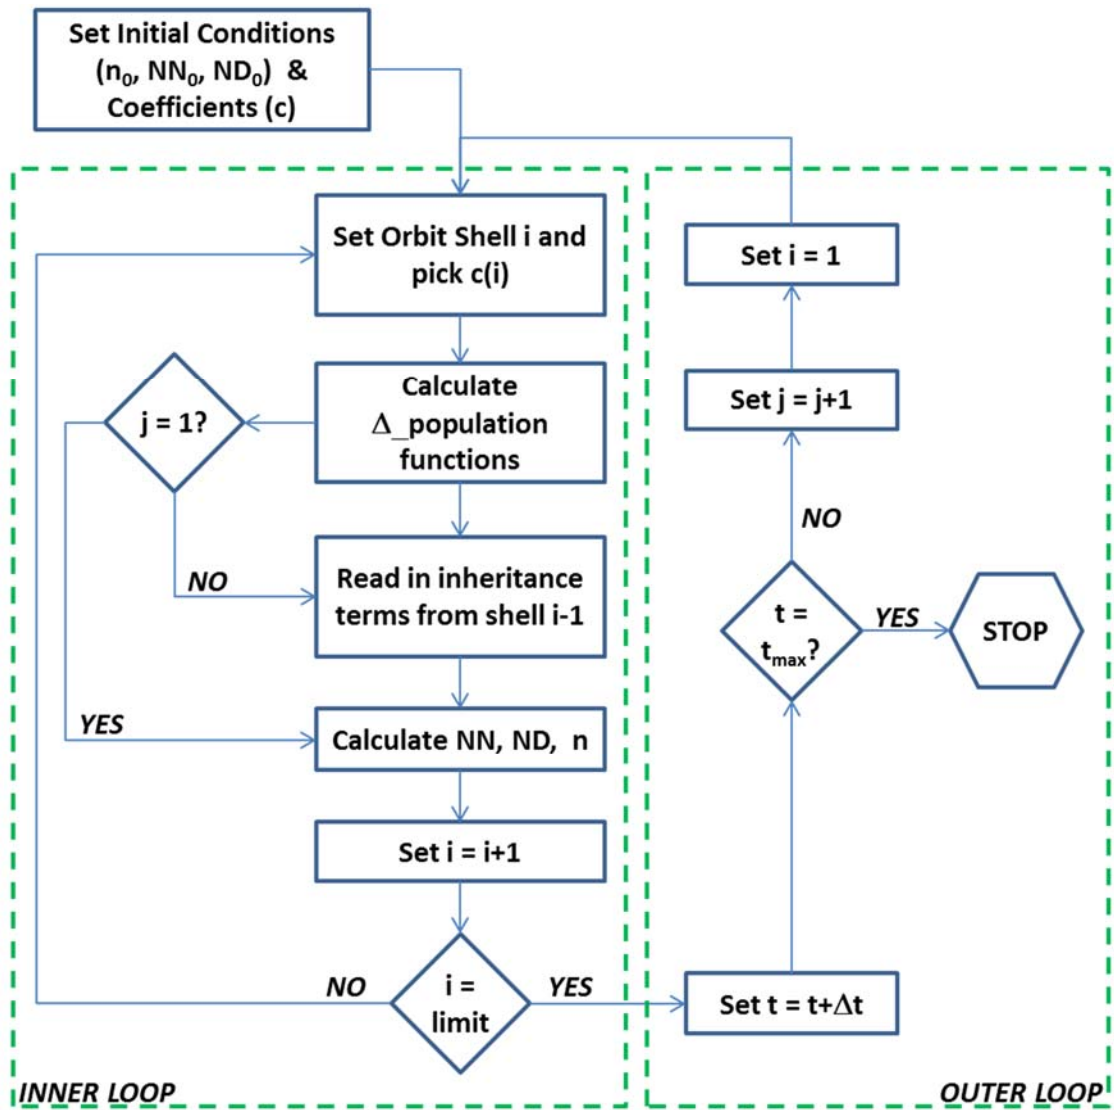 Set Initial Conditions
(n₀, NN₀, ND₀) &
Coefficients (c)
Set Orbit Shell i and
pick c(i)
Calculate
Δ_population
functions
j = 1?
NO
Read in inheritance
terms from shell i-1
YES
Calculate NN, ND, n
Set i = i+1
NO
i =
limit
YES
INNER LOOP
Set i = 1
Set j = j+1
NO
t =
tₘₐₓ?
YES
STOP
Set t = t+Δt
OUTER LOOP